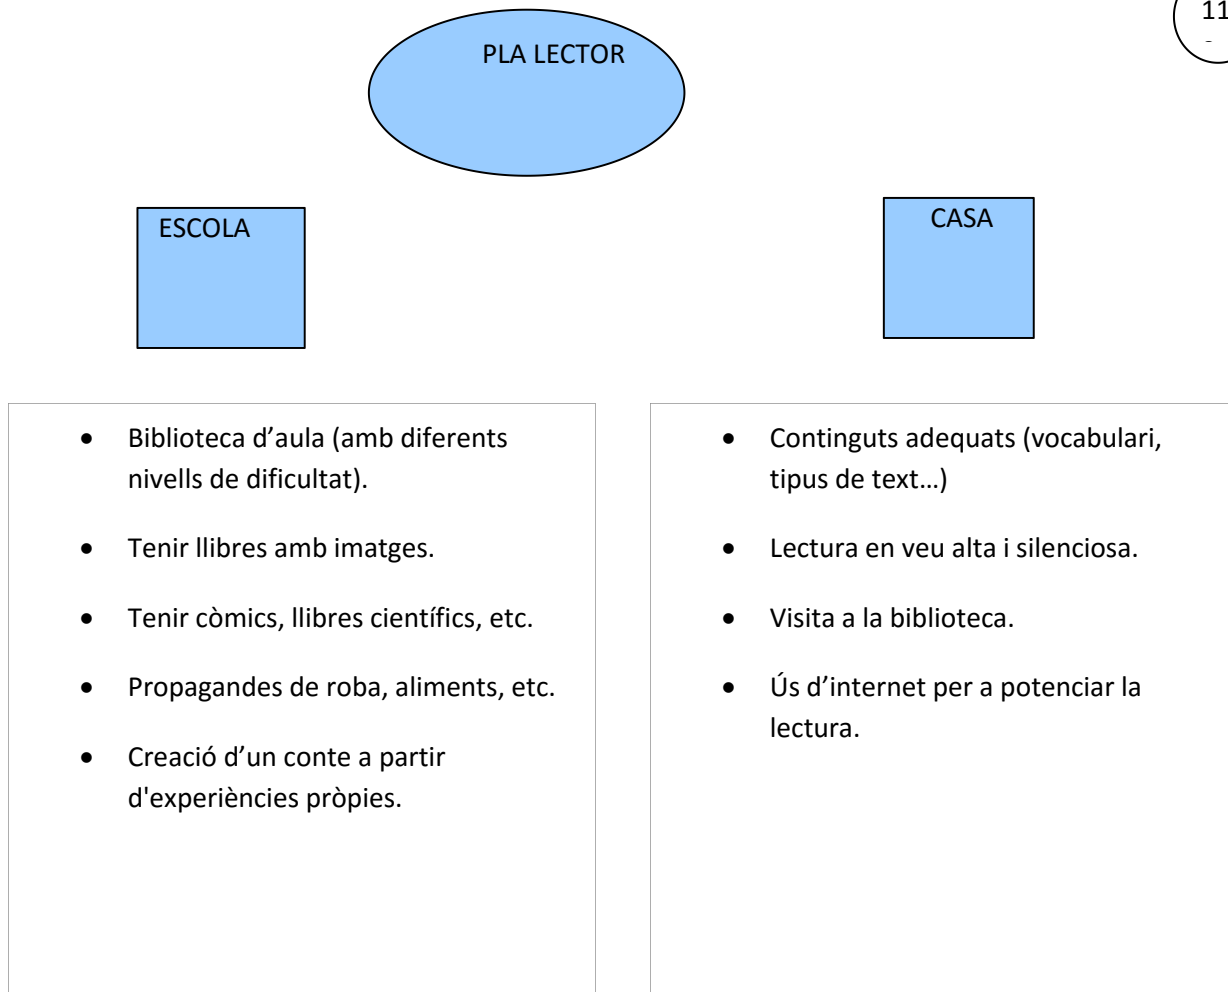 11
PLA LECTOR
ESCOLA
CASA
• Biblioteca d’aula (amb diferents
nivells de dificultat).
• Tenir llibres amb imatges.
• Tenir còmics, llibres científics, etc.
• Propagandes de roba, aliments, etc.
• Creació d’un conte a partir
d'experiències pròpies.
• Continguts adequats (vocabulari,
tipus de text…)
• Lectura en veu alta i silenciosa.
• Visita a la biblioteca.
• Ús d’internet per a potenciar la
lectura.